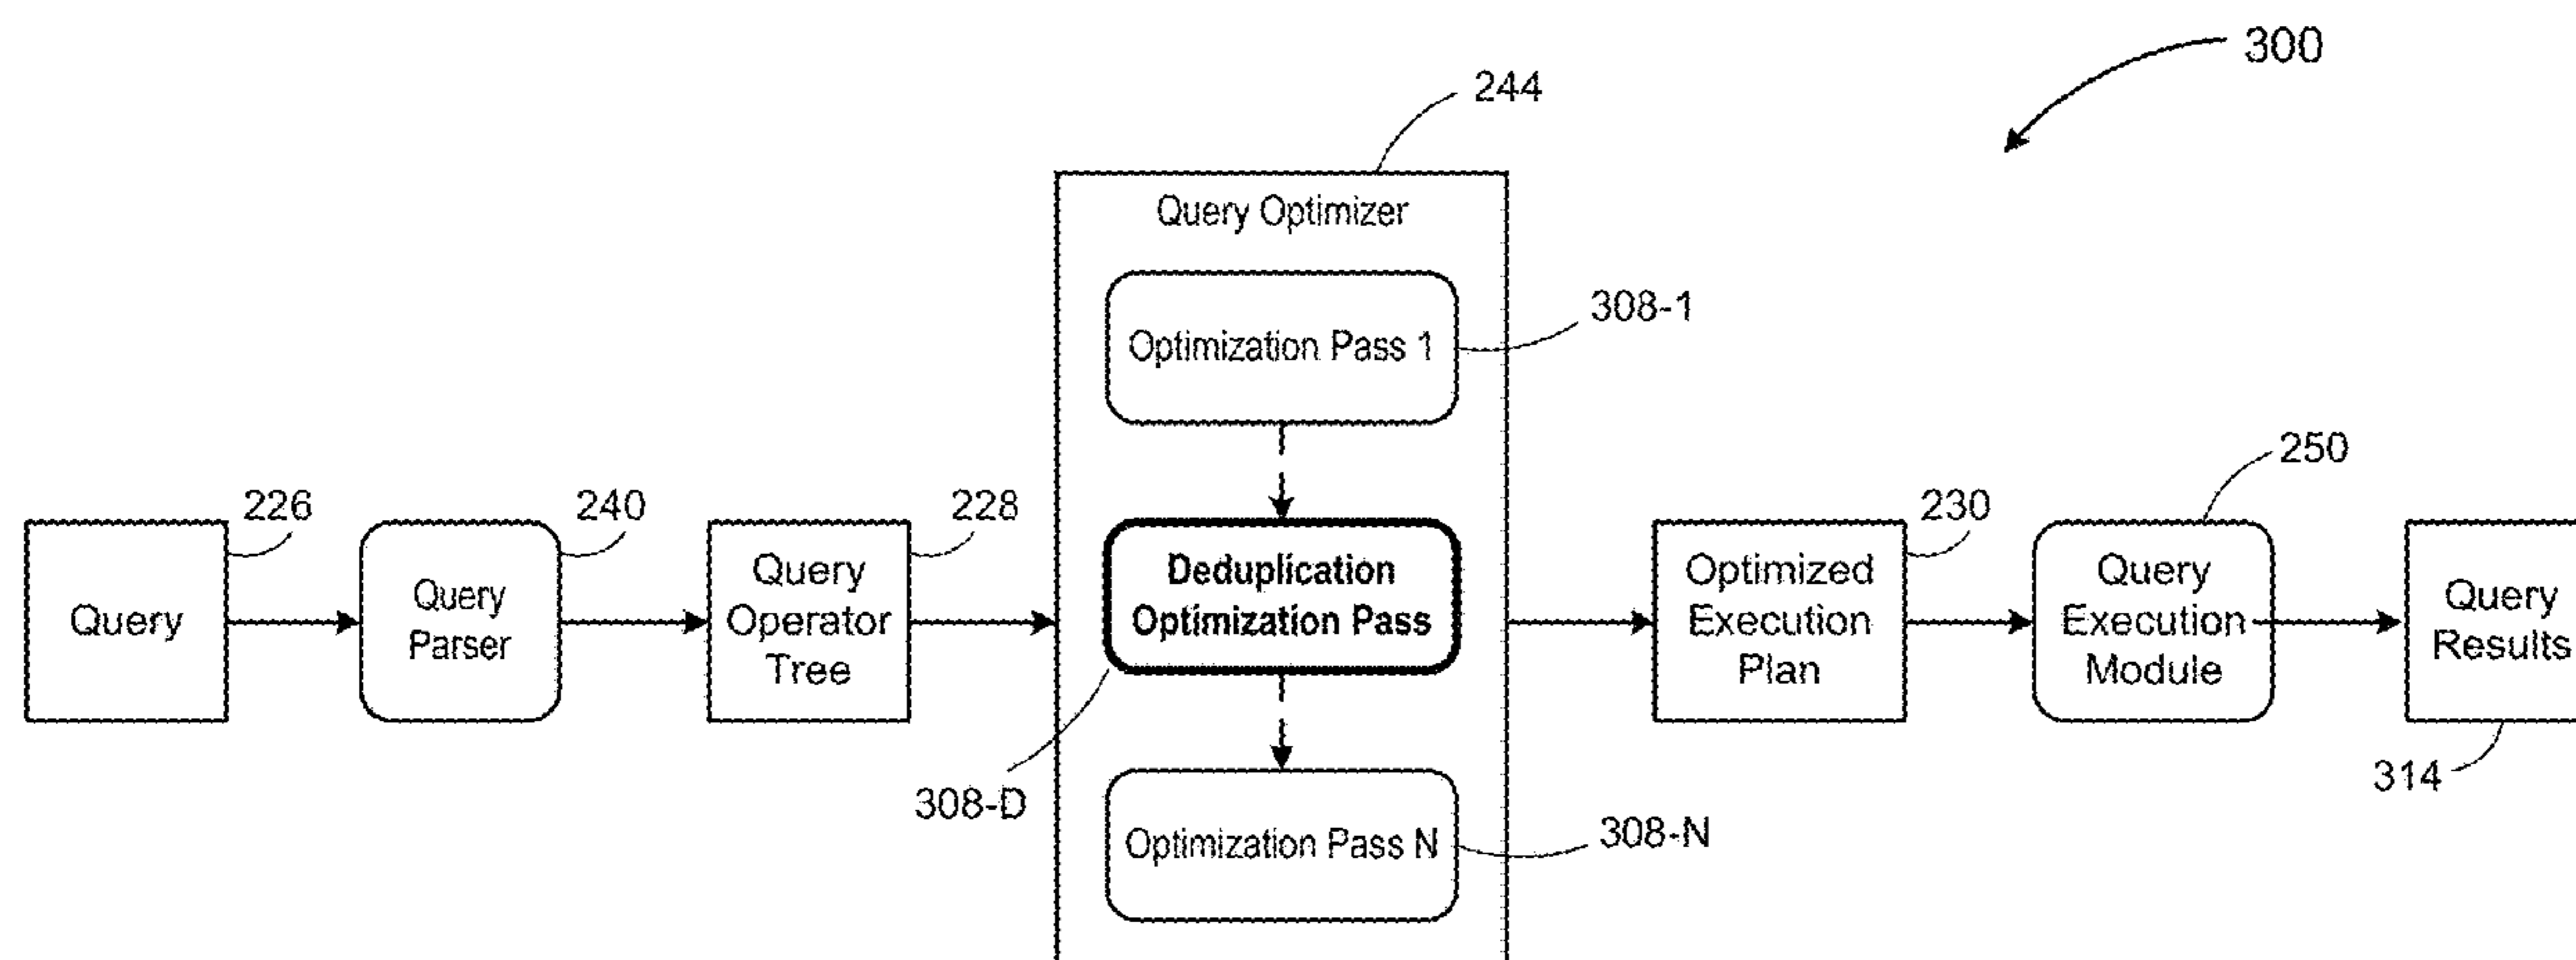 300
244
Query Optimizer
308-1
Optimization Pass 1
250
226
240
228
230
Query
Query
Parser
Query
Operator
Tree
Deduplication
Optimization Pass
Optimized
Execution
Plan
Query
Execution
Module
Query
Results
314
308-D
308-N
Optimization Pass N